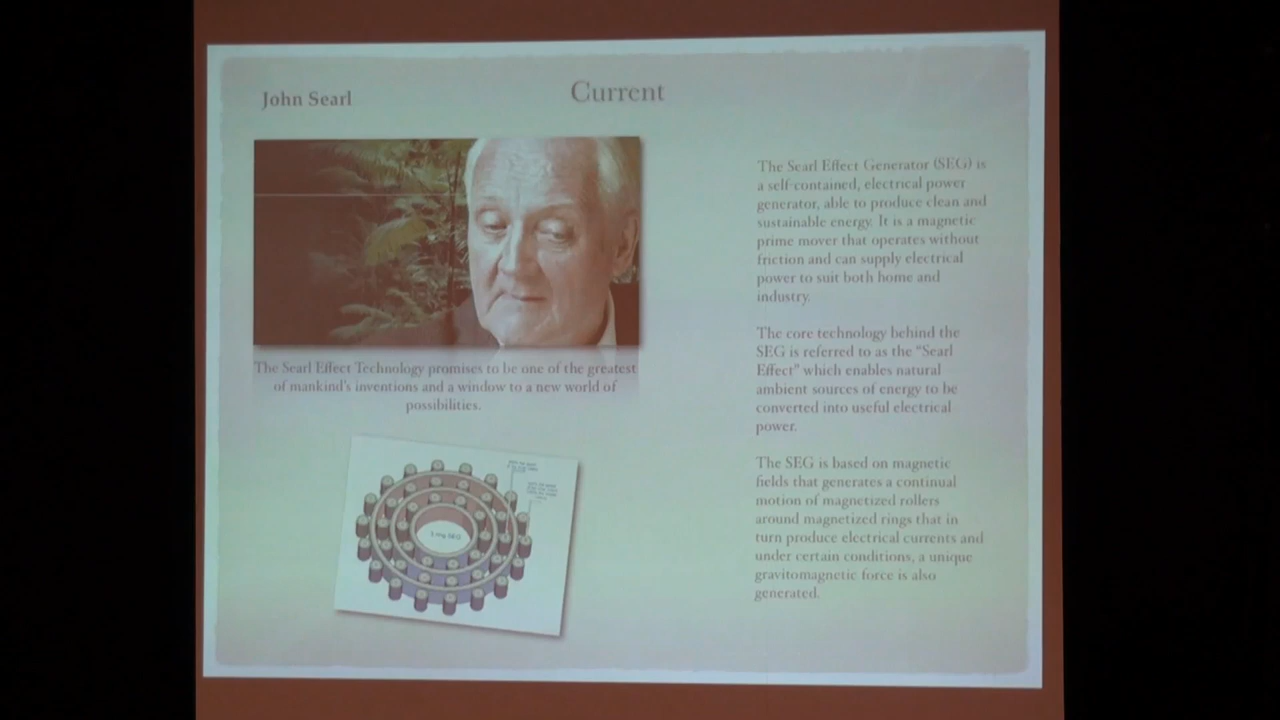 John Searl
Current
The Searl Effect Technology promises to be one of the greatest
of mankind's inventions and a window to a new world of
possibilities.
3 ring SEG
The Searl Effect Generator (SEG) is
a self-contained, electrical power
generator, able to produce clean and
sustainable energy. It is a magnetic
prime mover that operates without
friction and can supply electrical
power to suit both home and
industry.
The core technology behind the
SEG is referred to as the "Searl
Effect" which enables natural
ambient sources of energy to be
converted into useful electrical
power.
The SEG is based on magnetic
fields that generates a continual
motion of magnetized rollers
around magnetized rings that in
turn produce electrical currents and
under certain conditions, a unique
gravitomagnetic force is also
generated.